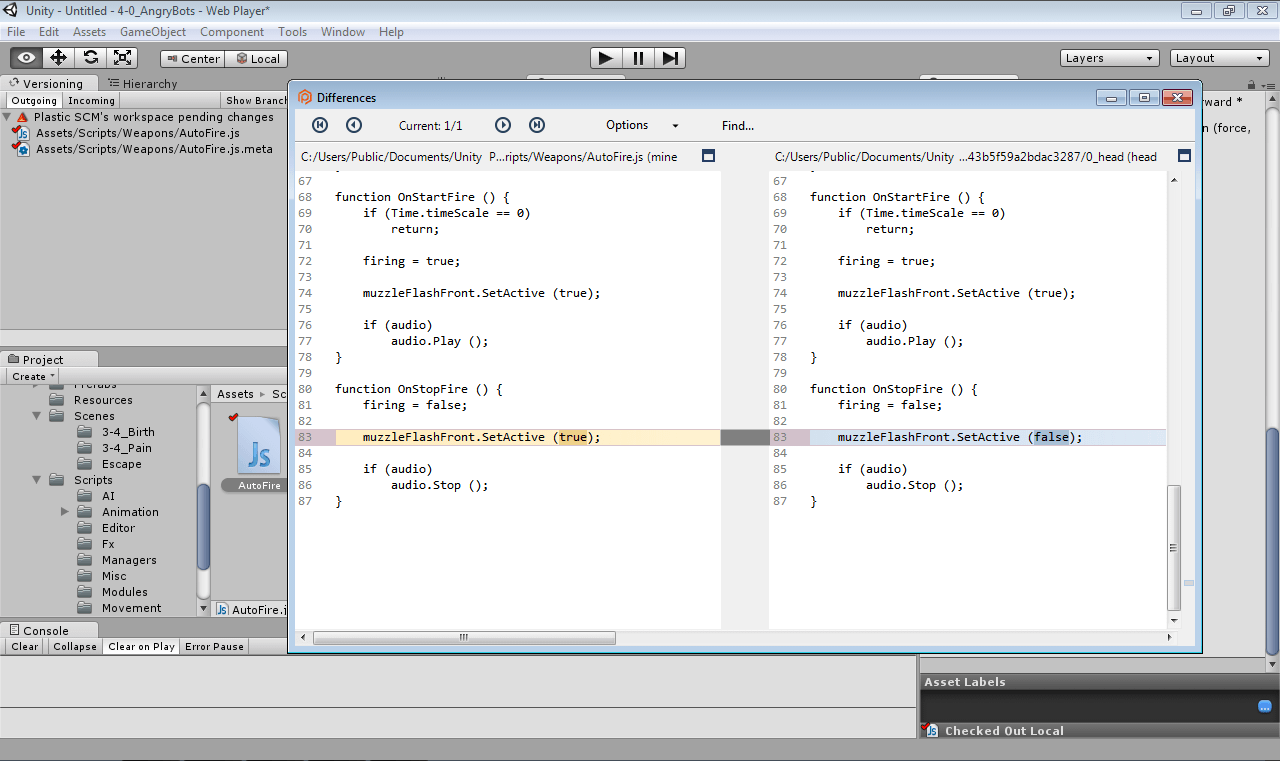 Unity - Untitled - 4-0_AngryBots - Web Player*
File Edit Assets GameObject Component Tools Window Help
Center Local Layers Layout
Versioning Hierarchy
Outgoing Incoming Show Branch
Plastic SCM's workspace pending changes
Assets/Scripts/Weapons/AutoFire.js
Assets/Scripts/Weapons/AutoFire.js.meta
Project
Create
Prefabs
Resources
Scenes
3-4_Birth
3-4_Pain
Escape
Scripts
AI
Animation
Editor
Fx
Managers
Misc
Modules
Movement
Assets Sc
Js
AutoFire
AutoFire.j
Console
Clear Collapse Clear on Play Error Pause
Differences
Current: 1/1 Options Find...
C:/Users/Public/Documents/Unity P...ripts/Weapons/AutoFire.js (mine
67
68 function OnStartFire () {
69 if (Time.timeScale == 0)
70 return;
71
72 firing = true;
73
74 muzzleFlashFront.SetActive (true);
75
76 if (audio)
77 audio.Play ();
78 }
79
80 function OnStopFire () {
81 firing = false;
82
83 muzzleFlashFront.SetActive (true);
84
85 if (audio)
86 audio.Stop ();
87 }
C:/Users/Public/Documents/Unity ...43b5f59a2bdac3287/0_head (head
67
68 function OnStartFire () {
69 if (Time.timeScale == 0)
70 return;
71
72 firing = true;
73
74 muzzleFlashFront.SetActive (true);
75
76 if (audio)
77 audio.Play ();
78 }
79
80 function OnStopFire () {
81 firing = false;
82
83 muzzleFlashFront.SetActive (false);
84
85 if (audio)
86 audio.Stop ();
87 }
rward *
n (force,
Asset Labels
Checked Out Local